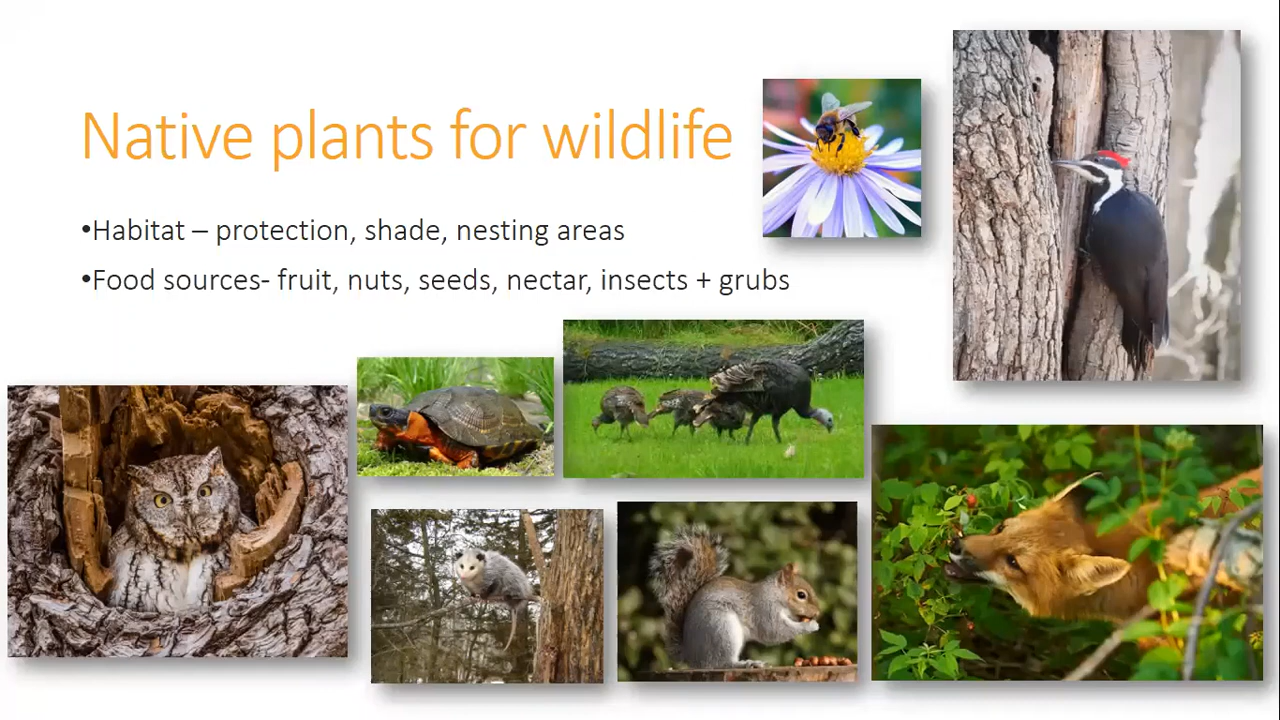 Native plants for wildlife
•Habitat – protection, shade, nesting areas
•Food sources- fruit, nuts, seeds, nectar, insects + grubs